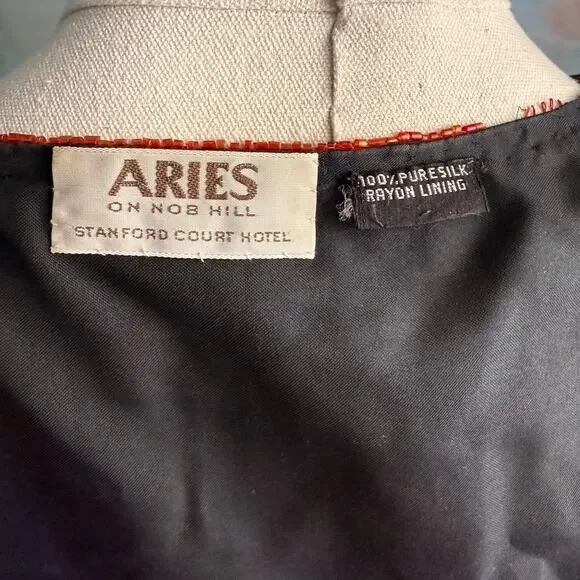 ARIES
ON NOB HILL
STANFORD COURT HOTEL
100% PURE SILK
RAYON LINING